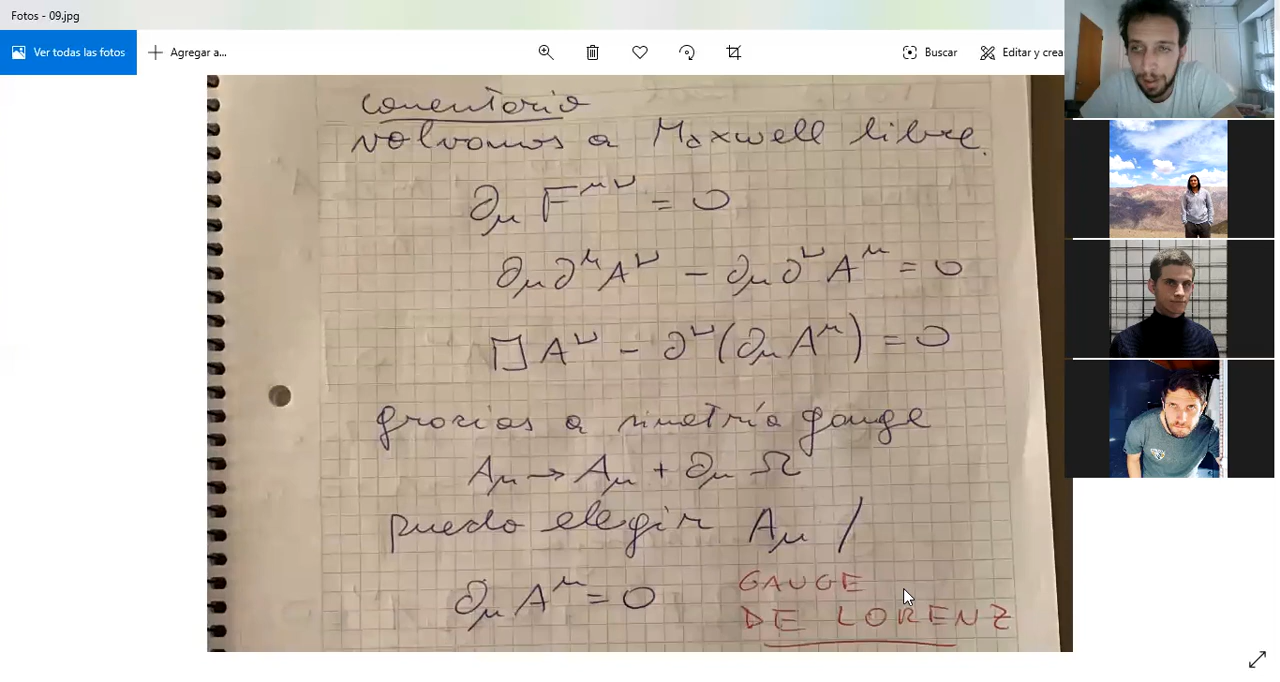 Fotos - 09.jpg
Ver todas las fotos
Agregar a...
Buscar
Editar y crea
comentario
volvamos a Maxwell libre.
∂μ F^μν = 0
∂μ∂^μ A^ν − ∂μ∂^ν A^μ = 0
□ A^ν − ∂^ν(∂μ A^μ) = 0
gracias a simetría gauge
Aμ → Aμ + ∂μ Ω
puedo elegir Aμ /
∂μ A^μ = 0 GAUGE
DE LORENZ